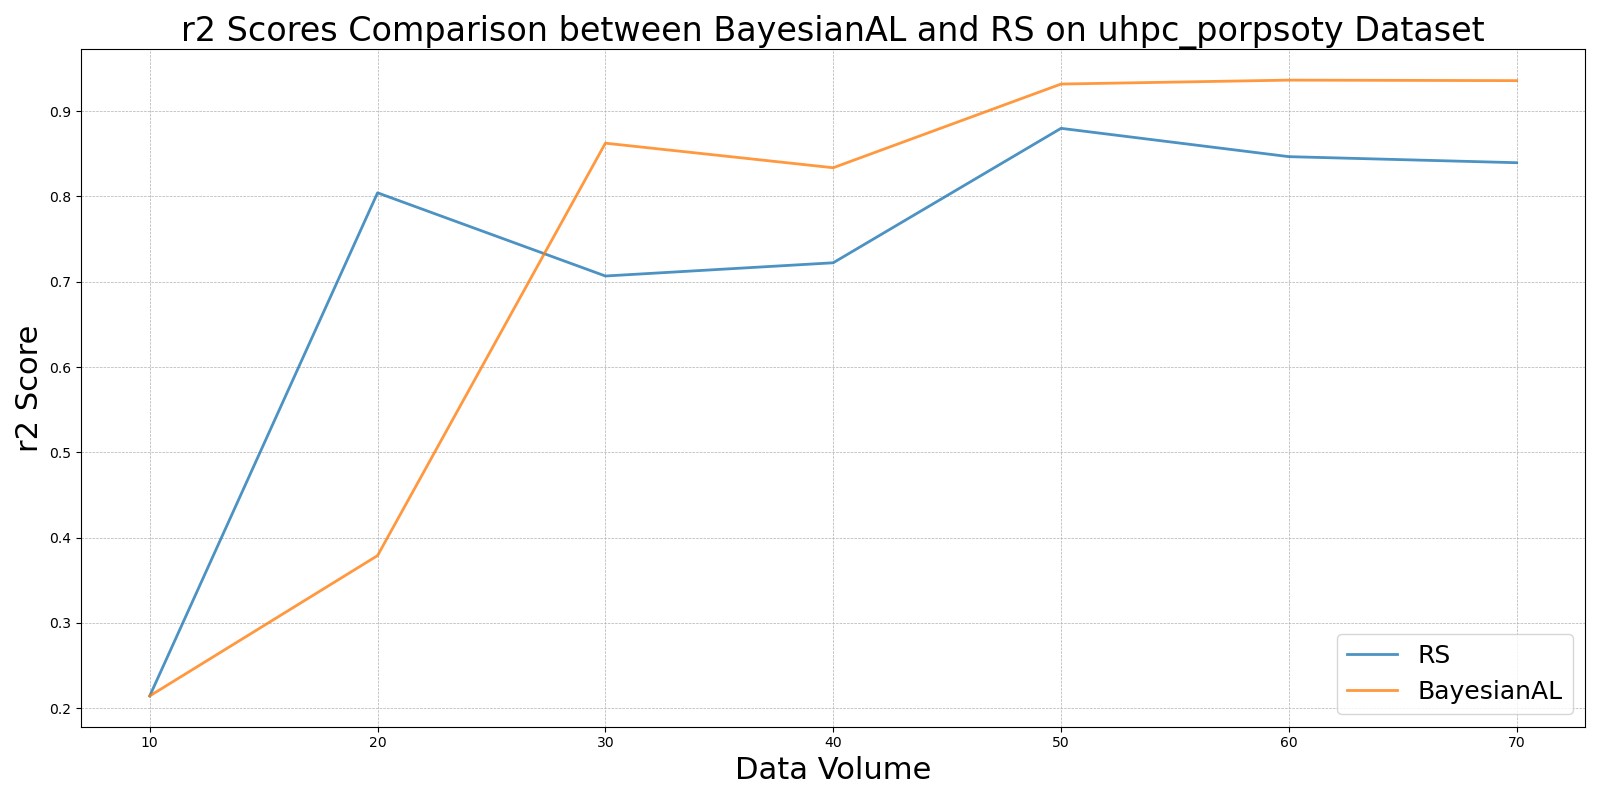 r2 Scores Comparison between BayesianAL and RS on uhpc_porpsoty Dataset
r2 Score
0.9
0.8
0.7
0.6
0.5
0.4
0.3
0.2
10 20 30 40 50 60 70
Data Volume
RS
BayesianAL